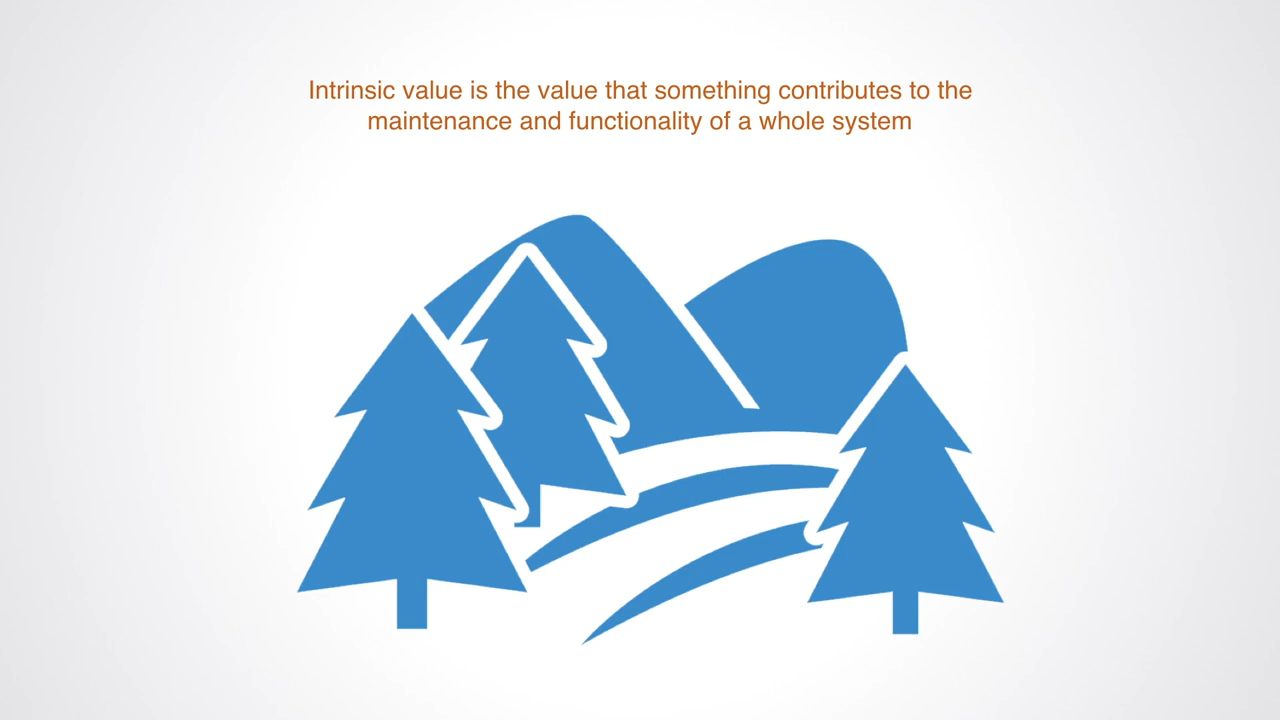 Intrinsic value is the value that something contributes to the
maintenance and functionality of a whole system